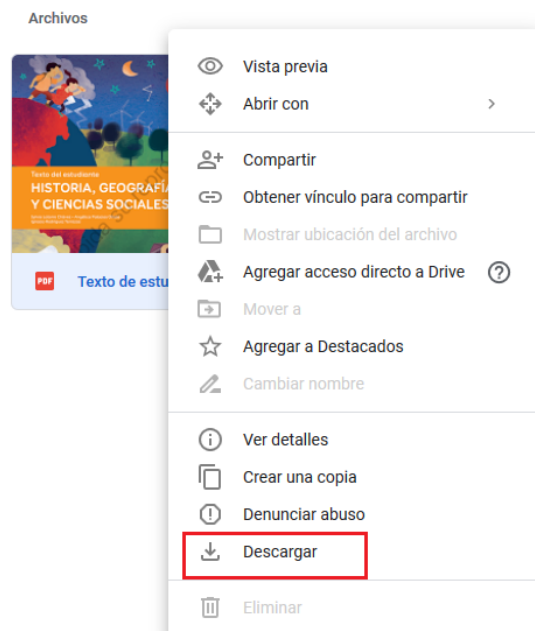 Archivos
Vista previa
Abrir con
Texto del estudiante
HISTORIA, GEOGRAFÍA
Y CIENCIAS SOCIALES
Compartir
Obtener vínculo para compartir
Mostrar ubicación del archivo
Agregar acceso directo a Drive
PDF Texto de estu
Mover a
Agregar a Destacados
Cambiar nombre
Ver detalles
Crear una copia
Denunciar abuso
Descargar
Eliminar